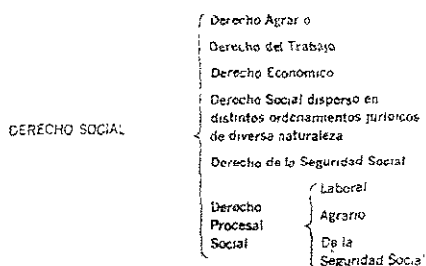 Derecho Agrario
Derecho del Trabajo
Derecho Económico
Derecho Social disperso en
distintos ordenamientos jurídicos
DERECHO SOCIAL
de diversa naturaleza
Derecho de la Seguridad Social
Laboral
Derecho
Procesal
Social
Agrario
De la
Seguridad Social